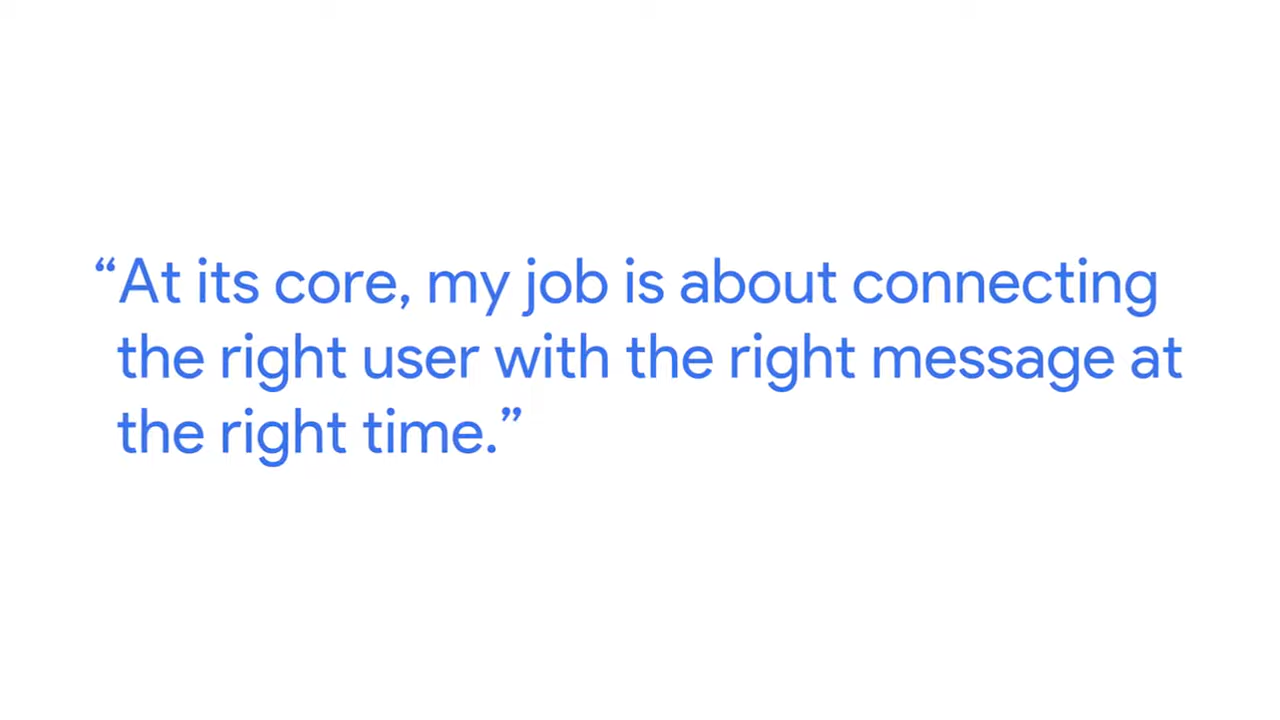 “At its core, my job is about connecting
the right user with the right message at
the right time.”